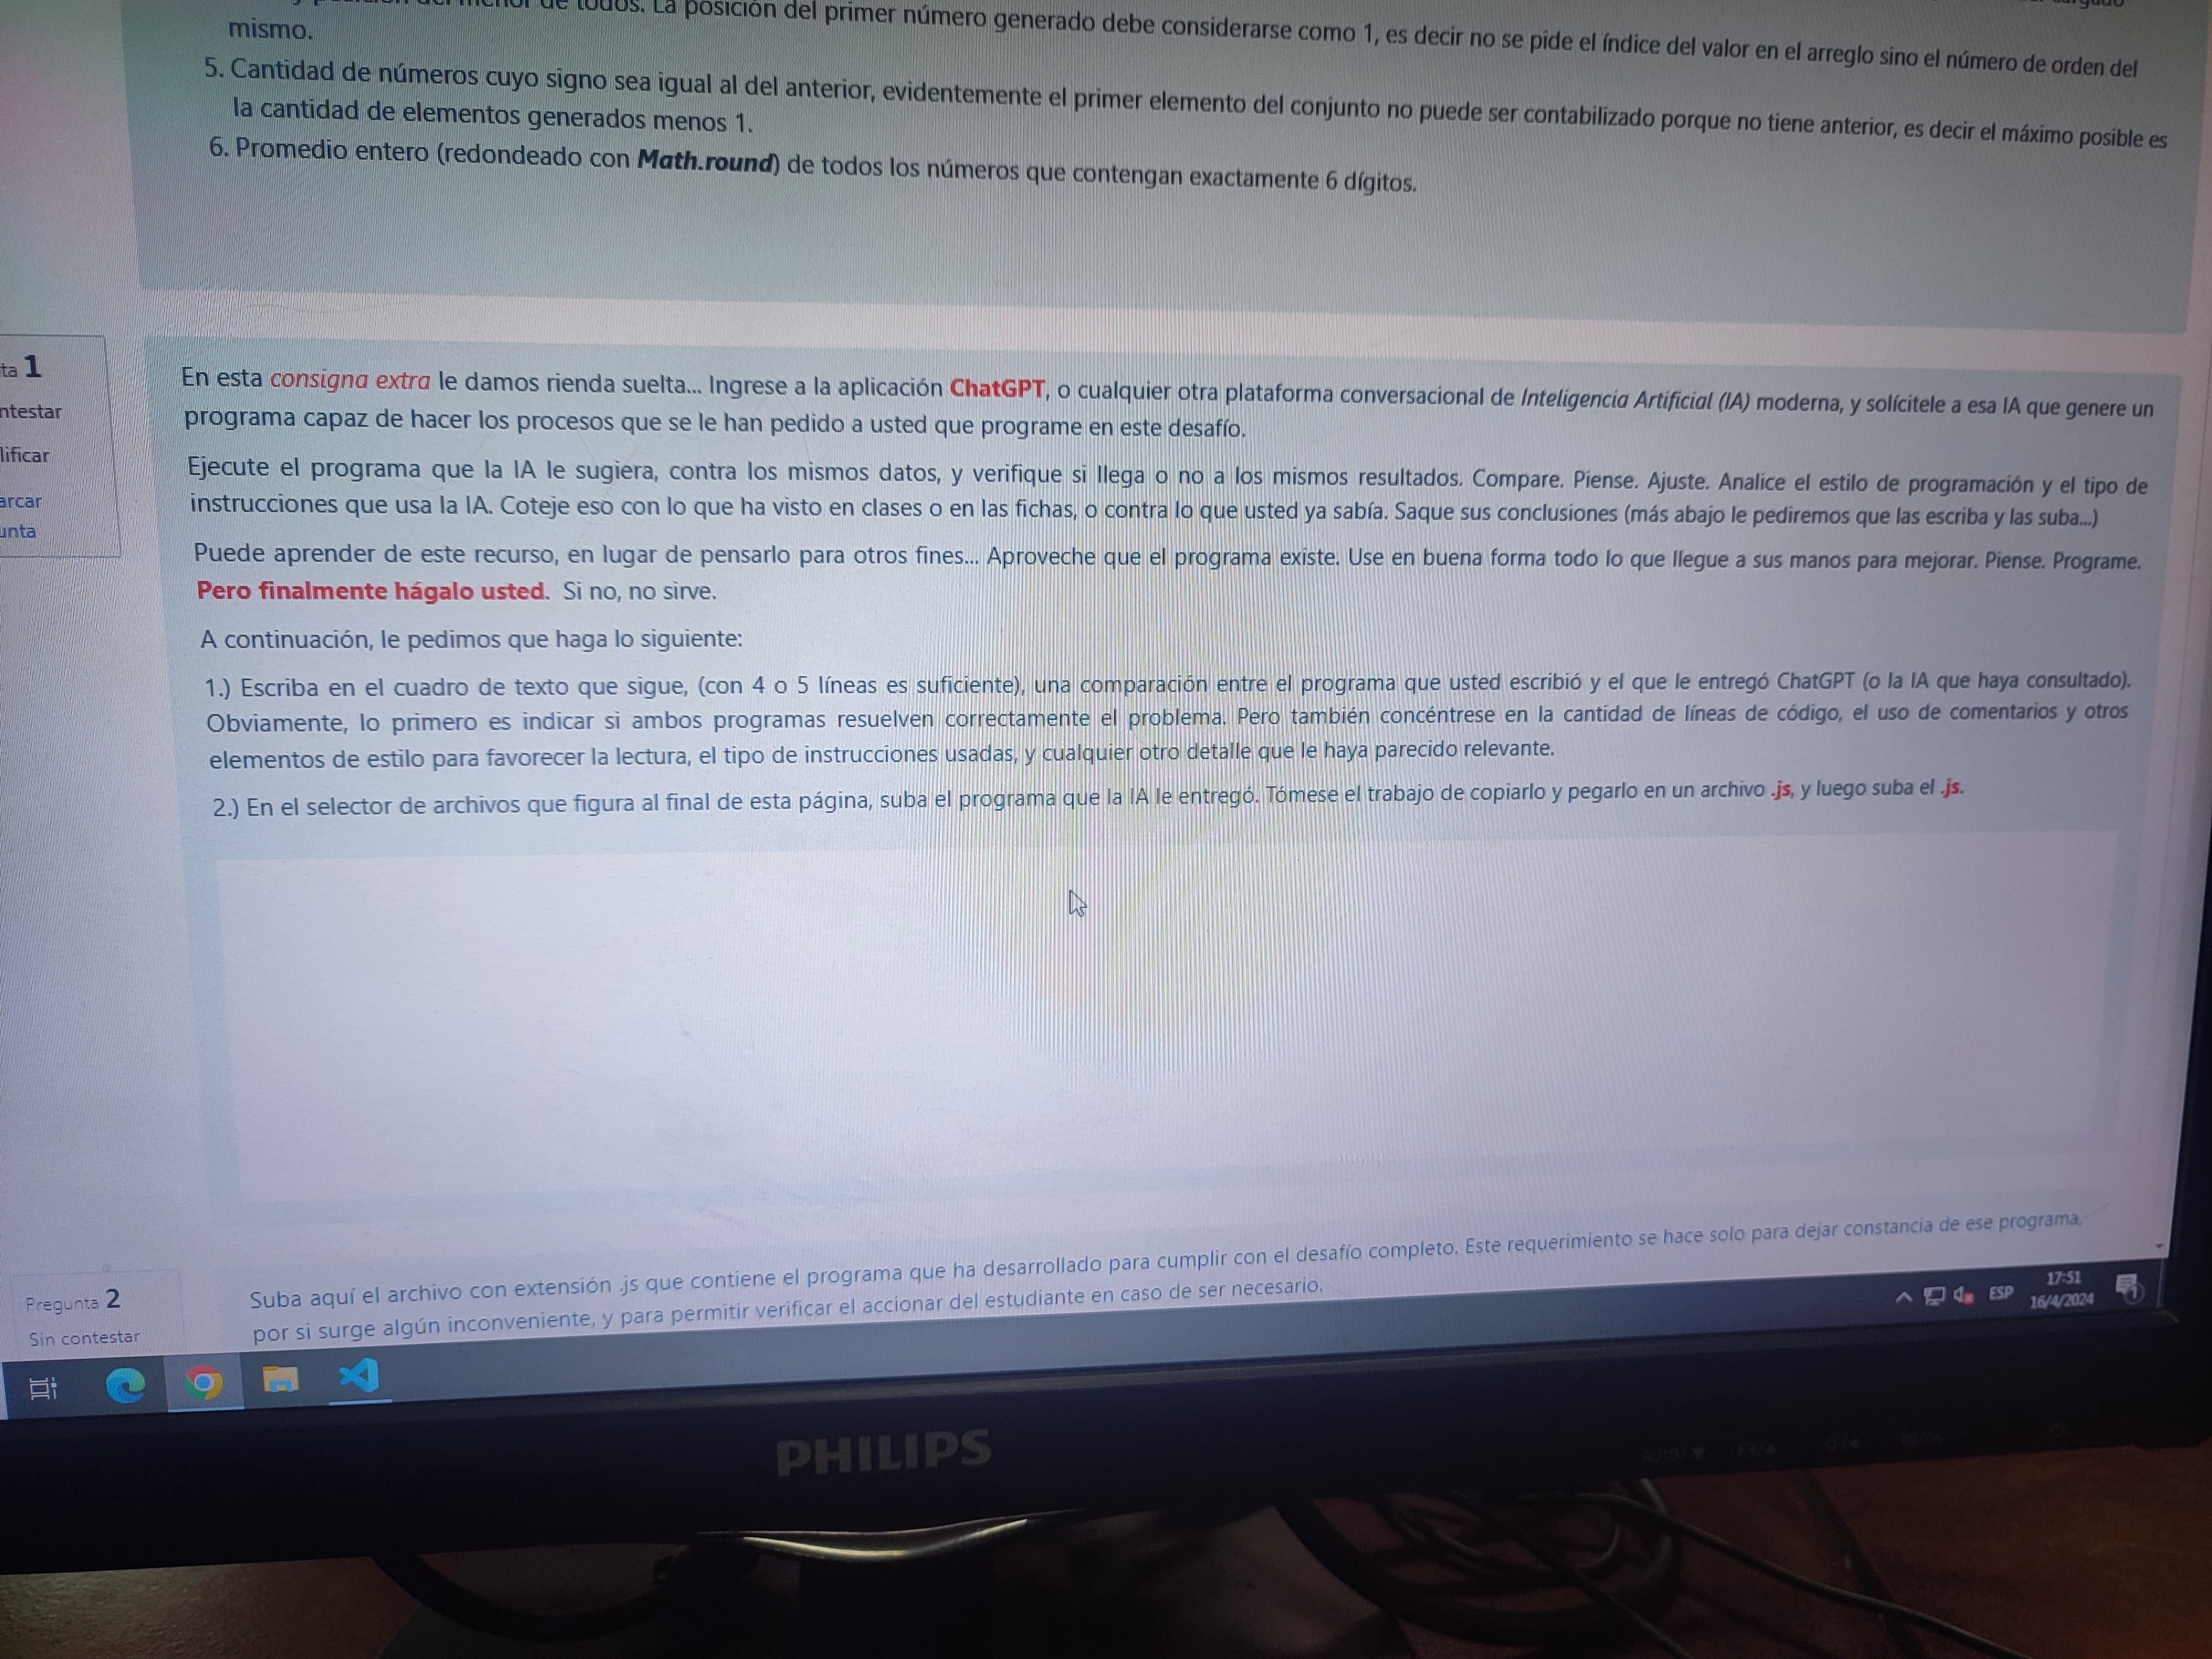 del menor de todos. La posición del primer número generado debe considerarse como 1, es decir no se pide el índice del valor en el arreglo sino el número de orden del
mismo.
5. Cantidad de números cuyo signo sea igual al del anterior, evidentemente el primer elemento del conjunto no puede ser contabilizado porque no tiene anterior, es decir el máximo posible es
la cantidad de elementos generados menos 1.
6. Promedio entero (redondeado con Math.round) de todos los números que contengan exactamente 6 dígitos.
ta 1
ntestar
lificar
arcar
unta
En esta consigna extra le damos rienda suelta... Ingrese a la aplicación ChatGPT, o cualquier otra plataforma conversacional de Inteligencia Artificial (IA) moderna, y solícitele a esa IA que genere un
programa capaz de hacer los procesos que se le han pedido a usted que programe en este desafío.
Ejecute el programa que la IA le sugiera, contra los mismos datos, y verifique si llega o no a los mismos resultados. Compare. Piense. Ajuste. Analice el estilo de programación y el tipo de
instrucciones que usa la IA. Coteje eso con lo que ha visto en clases o en las fichas, o contra lo que usted ya sabía. Saque sus conclusiones (más abajo le pediremos que las escriba y las suba...)
Puede aprender de este recurso, en lugar de pensarlo para otros fines... Aproveche que el programa existe. Use en buena forma todo lo que llegue a sus manos para mejorar. Piense. Programe.
Pero finalmente hágalo usted. Si no, no sirve.
A continuación, le pedimos que haga lo siguiente:
1.) Escriba en el cuadro de texto que sigue, (con 4 o 5 líneas es suficiente), una comparación entre el programa que usted escribió y el que le entregó ChatGPT (o la IA que haya consultado).
Obviamente, lo primero es indicar si ambos programas resuelven correctamente el problema. Pero también concéntrese en la cantidad de líneas de código, el uso de comentarios y otros
elementos de estilo para favorecer la lectura, el tipo de instrucciones usadas, y cualquier otro detalle que le haya parecido relevante.
2.) En el selector de archivos que figura al final de esta página, suba el programa que la IA le entregó. Tómese el trabajo de copiarlo y pegarlo en un archivo .js, y luego suba el .js.
Pregunta 2
Sin contestar
Suba aquí el archivo con extensión .js que contiene el programa que ha desarrollado para cumplir con el desafío completo. Este requerimiento se hace solo para dejar constancia de ese programa,
por si surge algún inconveniente, y para permitir verificar el accionar del estudiante en caso de ser necesario.
ESP
17:51
16/4/2024
1
PHILIPS
AUTO/